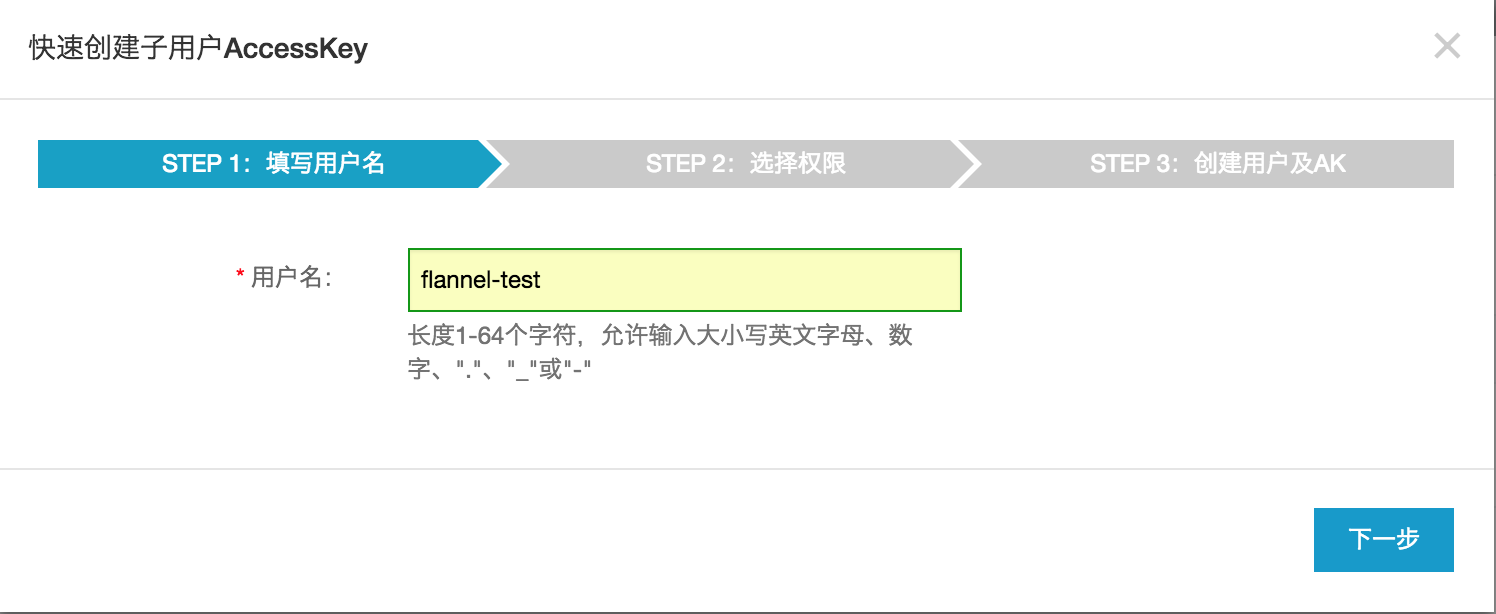 快速创建子用户AccessKey
STEP 1：填写用户名
STEP 2：选择权限
STEP 3：创建用户及AK
* 用户名：
flannel-test
长度1-64个字符，允许输入大小写英文字母、数
字、"."、"_"或"-"
下一步